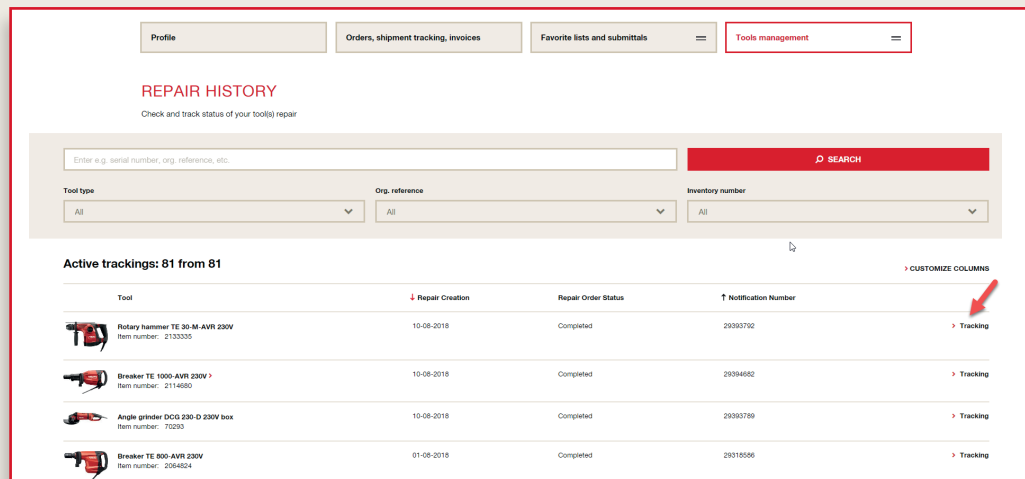 Profile
Orders, shipment tracking, invoices
Favorite lists and submittals
Tools management
REPAIR HISTORY
Check and track status of your tool(s) repair
Enter e.g. serial number, org. reference, etc.
SEARCH
Tool type
Org. reference
Inventory number
All
All
All
Active trackings: 81 from 81
> CUSTOMIZE COLUMNS
Tool
↓ Repair Creation
Repair Order Status
↑ Notification Number
Rotary hammer TE 30-M-AVR 230V
Item number: 2133335
10-08-2018
Completed
29393792
> Tracking
Breaker TE 1000-AVR 230V >
Item number: 2114680
10-08-2018
Completed
29394682
> Tracking
Angle grinder DCG 230-D 230V box
Item number: 70293
10-08-2018
Completed
29393789
> Tracking
Breaker TE 800-AVR 230V
Item number: 2064824
01-08-2018
Completed
29318586
> Tracking